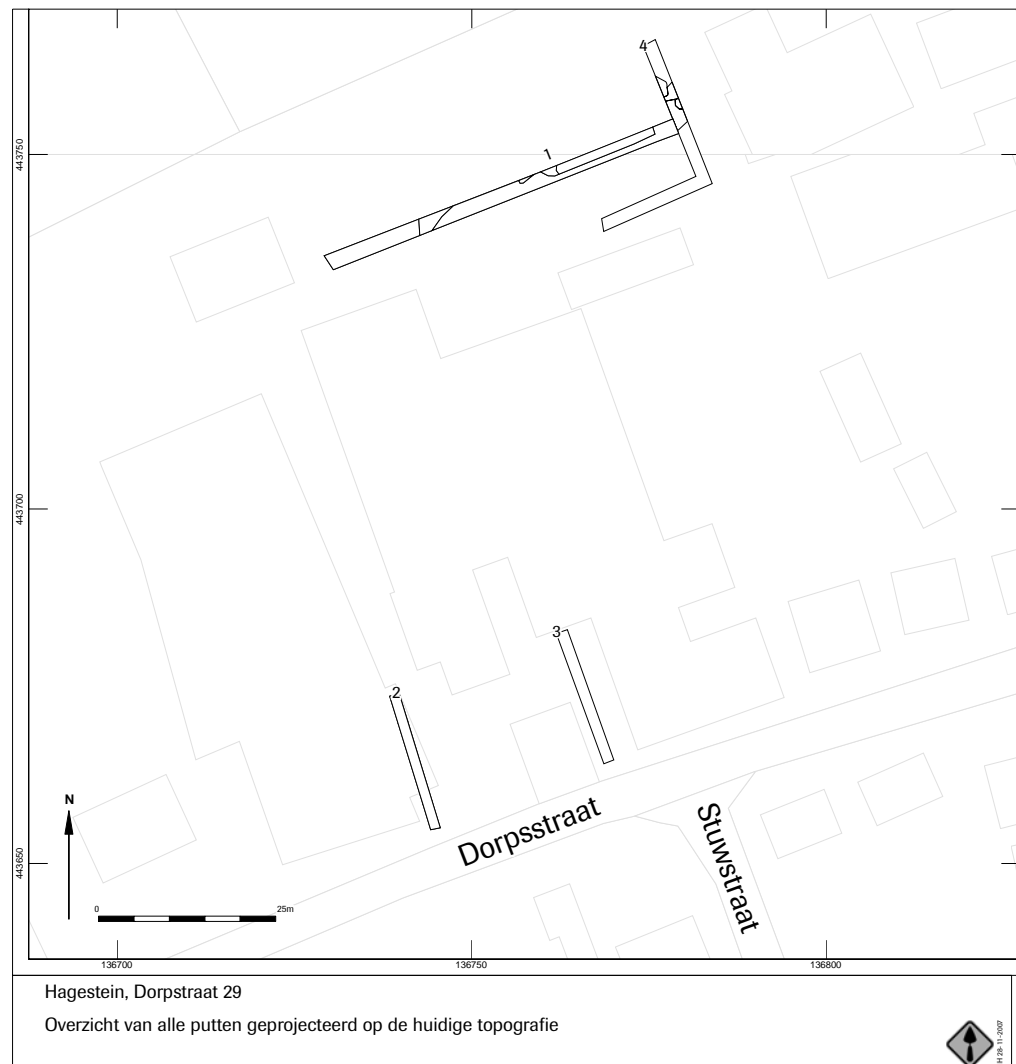 4
1
443750
443700
3
2
N
Dorpsstraat
Stuwstraat
443650
0 25m
136700 136750 136800
Hagestein, Dorpstraat 29
Overzicht van alle putten geprojecteerd op de huidige topografie
H 28-11-2007